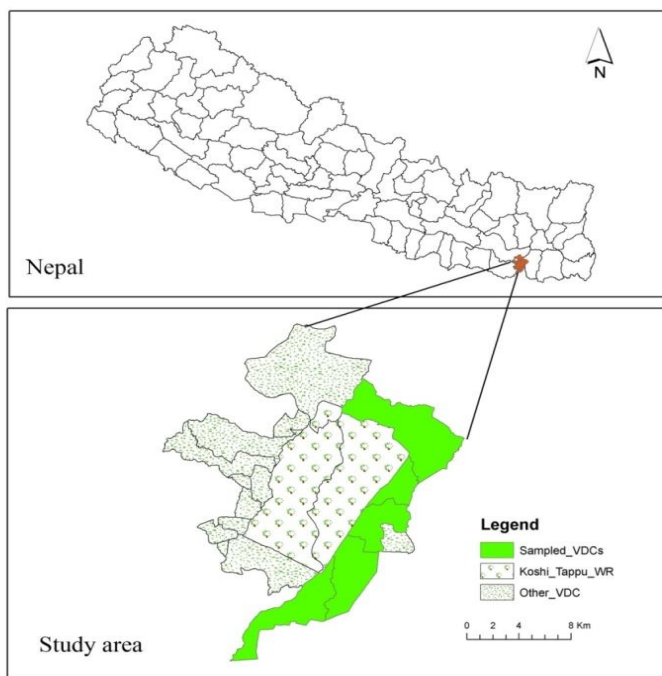 N
Nepal
Legend
Sampled_VDCs
Koshi_Tappu_WR
Other_VDC
0 2 4 8 Km
Study area